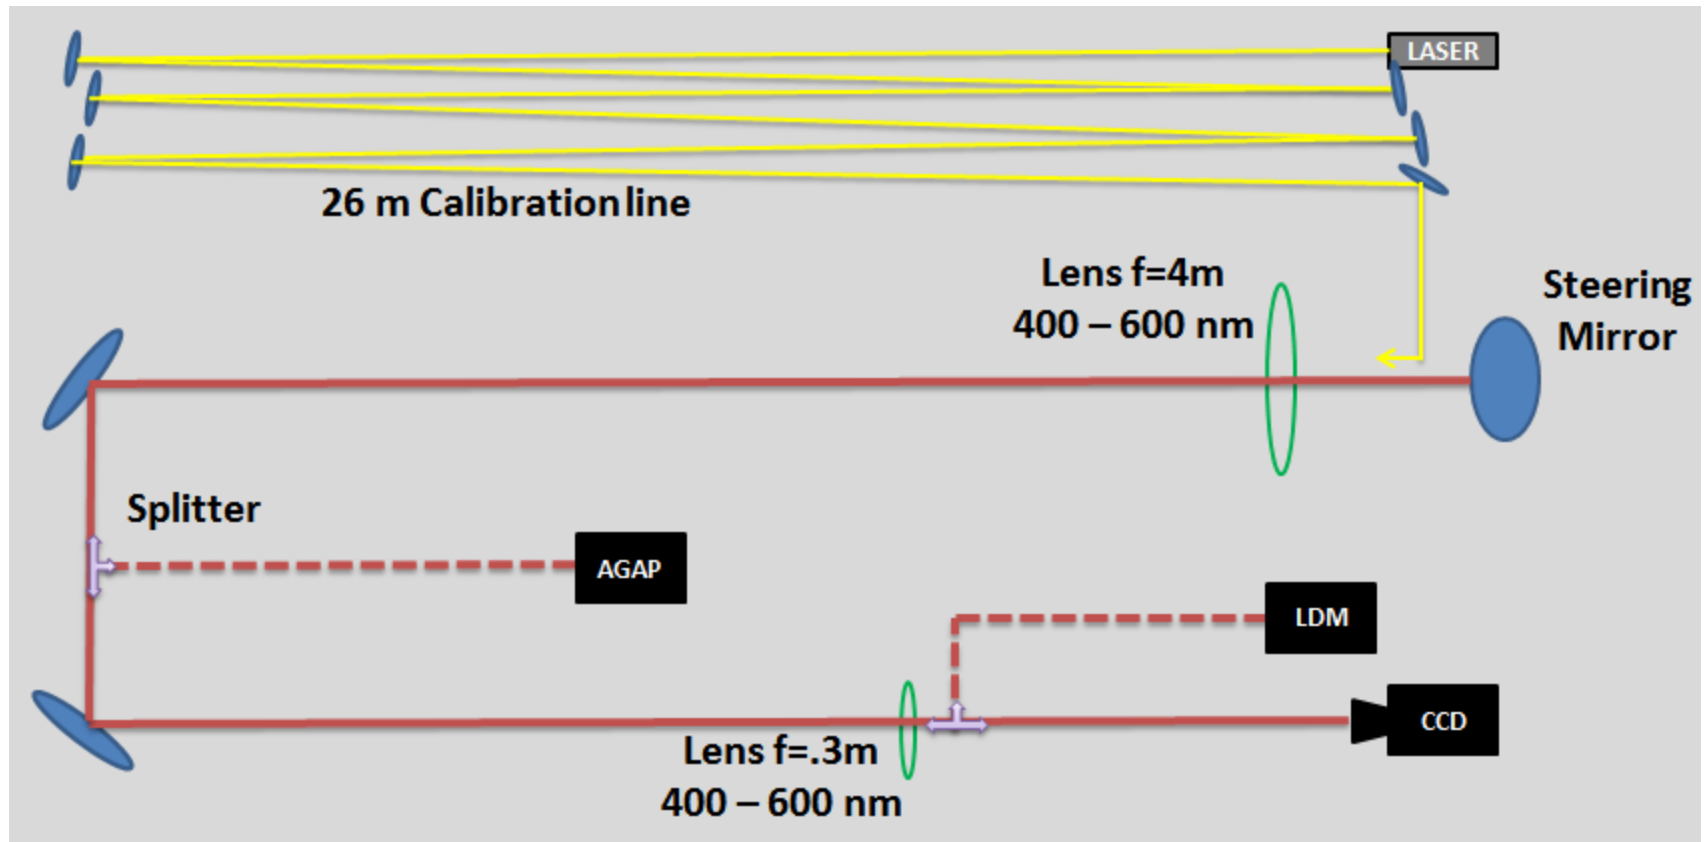 LASER
26 m Calibration line
Lens f=4m
400 – 600 nm
Steering
Mirror
Splitter
AGAP
LDM
CCD
Lens f=.3m
400 – 600 nm